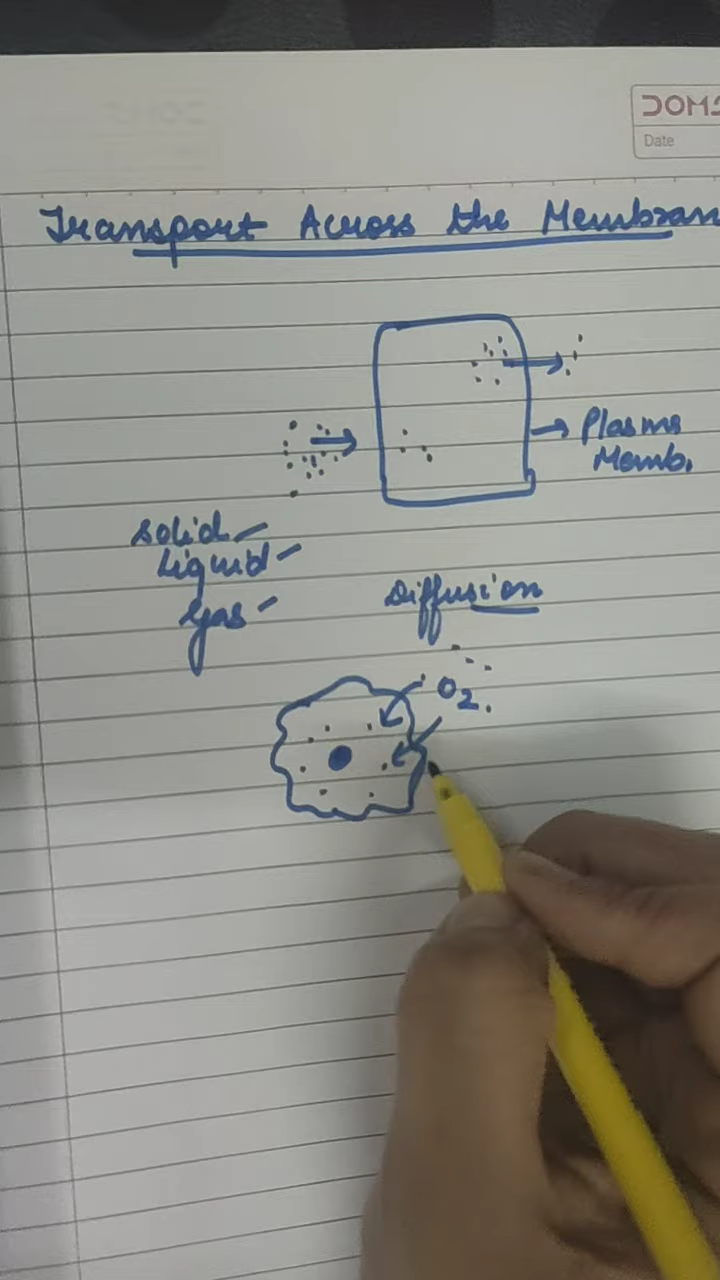 DOMS
Date
Transport Across the Membran
Plasma
Memb.
Solid
Liquid
Gas
Diffusion
O2